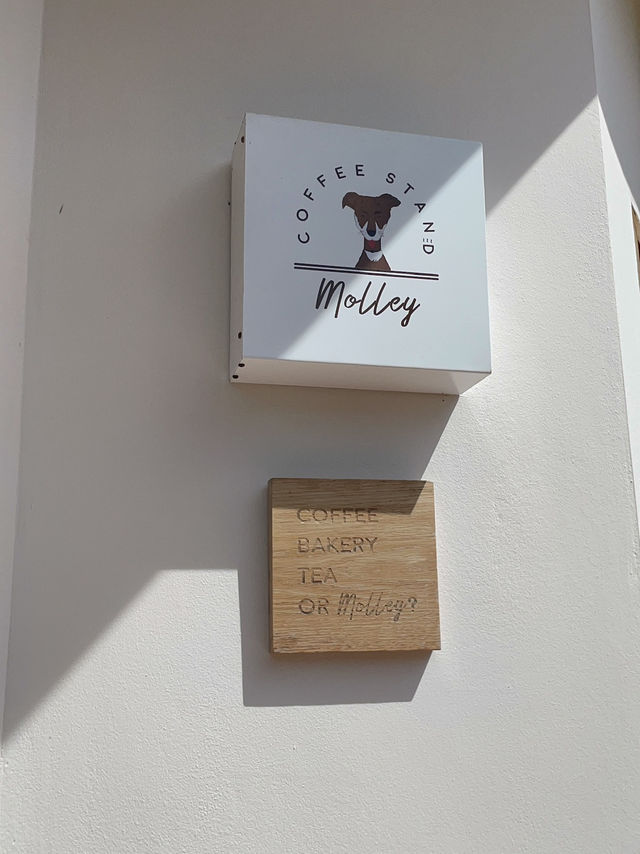 COFFEE STAND
Molley
COFFEE
BAKERY
TEA
OR Molley?